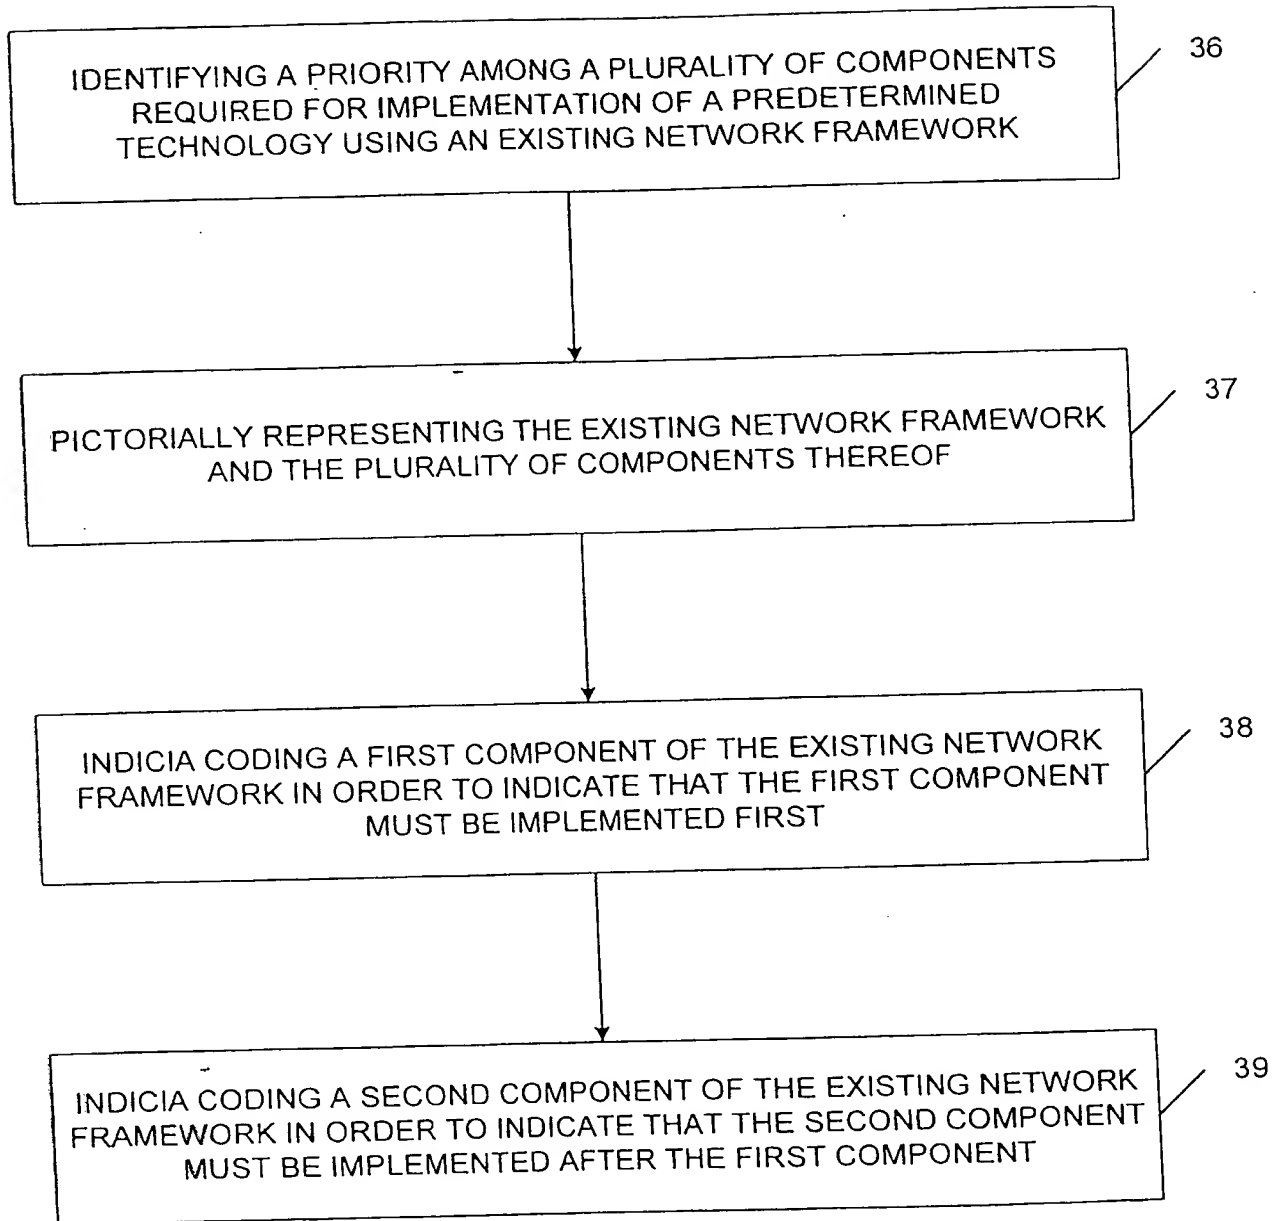 IDENTIFYING A PRIORITY AMONG A PLURALITY OF COMPONENTS
REQUIRED FOR IMPLEMENTATION OF A PREDETERMINED
TECHNOLOGY USING AN EXISTING NETWORK FRAMEWORK
36
PICTORIALLY REPRESENTING THE EXISTING NETWORK FRAMEWORK
AND THE PLURALITY OF COMPONENTS THEREOF
37
INDICIA CODING A FIRST COMPONENT OF THE EXISTING NETWORK
FRAMEWORK IN ORDER TO INDICATE THAT THE FIRST COMPONENT
MUST BE IMPLEMENTED FIRST
38
INDICIA CODING A SECOND COMPONENT OF THE EXISTING NETWORK
FRAMEWORK IN ORDER TO INDICATE THAT THE SECOND COMPONENT
MUST BE IMPLEMENTED AFTER THE FIRST COMPONENT
39